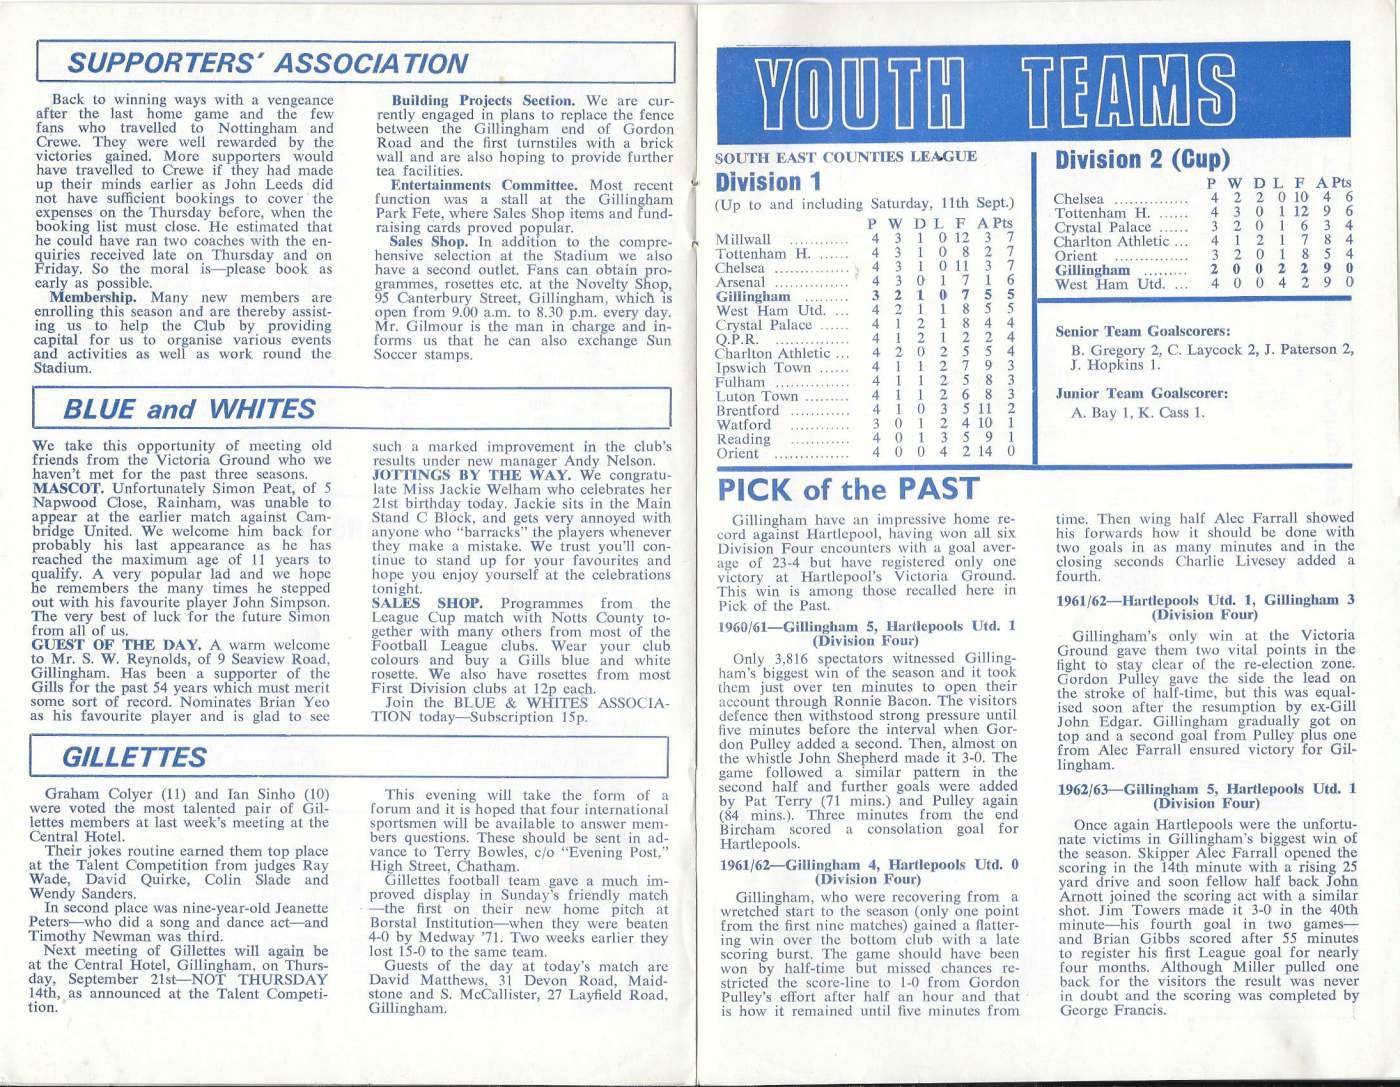 SUPPORTERS' ASSOCIATION
Back to winning ways with a vengeance
after the last home game and the few
fans who travelled to Nottingham and
Crewe. They were well rewarded by the
victories gained. More supporters would
have travelled to Crewe if they had made
up their minds earlier as John Leeds did
not have sufficient bookings to cover the
expenses on the Thursday before, when the
booking list must close. He estimated that
he could have ran two coaches with the en-
quiries received late on Thursday and on
Friday. So the moral is—please book as
early as possible.
Membership. Many new members are
enrolling this season and are thereby assist-
ing us to help the Club by providing
capital for us to organise various events
and activities as well as work round the
Stadium.
Building Projects Section. We are cur-
rently engaged in plans to replace the fence
between the Gillingham end of Gordon
Road and the first turnstiles with a brick
wall and are also hoping to provide further
tea facilities.
Entertainments Committee. Most recent
function was a stall at the Gillingham
Park Fete, where Sales Shop items and fund-
raising cards proved popular.
Sales Shop. In addition to the compre-
hensive selection at the Stadium we also
have a second outlet. Fans can obtain pro-
grammes, rosettes etc. at the Novelty Shop,
95 Canterbury Street, Gillingham, which is
open from 9.00 a.m. to 8.30 p.m. every day.
Mr. Gilmour is the man in charge and in-
forms us that he can also exchange Sun
Soccer stamps.
BLUE and WHITES
We take this opportunity of meeting old
friends from the Victoria Ground who we
haven't met for the past three seasons.
MASCOT. Unfortunately Simon Peat, of 5
Napwood Close, Rainham, was unable to
appear at the earlier match against Cam-
bridge United. We welcome him back for
probably his last appearance as he has
reached the maximum age of 11 years to
qualify. A very popular lad and we hope
he remembers the many times he stepped
out with his favourite player John Simpson.
The very best of luck for the future Simon
from all of us.
GUEST OF THE DAY. A warm welcome
to Mr. S. W. Reynolds, of 9 Seaview Road,
Gillingham. Has been a supporter of the
Gills for the past 54 years which must merit
some sort of record. Nominates Brian Yeo
as his favourite player and is glad to see
such a marked improvement in the club's
results under new manager Andy Nelson.
JOTTINGS BY THE WAY. We congratu-
late Miss Jackie Welham who celebrates her
21st birthday today. Jackie sits in the Main
Stand C Block, and gets very annoyed with
anyone who "barracks" the players whenever
they make a mistake. We trust you'll con-
tinue to stand up for your favourites and
hope you enjoy yourself at the celebrations
tonight.
SALES SHOP. Programmes from the
League Cup match with Notts County to-
gether with many others from most of the
Football League clubs. Wear your club
colours and buy a Gills blue and white
rosette. We also have rosettes from most
First Division clubs at 12p each.
Join the BLUE & WHITES ASSOCIA-
TION today—Subscription 15p.
GILLETTES
Graham Colyer (11) and Ian Sinho (10)
were voted the most talented pair of Gil-
lettes members at last week's meeting at the
Central Hotel.
Their jokes routine earned them top place
at the Talent Competition from judges Ray
Wade, David Quirke, Colin Slade and
Wendy Sanders.
In second place was nine-year-old Jeanette
Peters—who did a song and dance act—and
Timothy Newman was third.
Next meeting of Gillettes will again be
at the Central Hotel, Gillingham, on Thurs-
day, September 21st—NOT THURSDAY
14th, as announced at the Talent Competi-
tion.
This evening will take the form of a
forum and it is hoped that four international
sportsmen will be available to answer mem-
bers questions. These should be sent in ad-
vance to Terry Bowles, c/o "Evening Post,"
High Street, Chatham.
Gillettes football team gave a much im-
proved display in Sunday's friendly match
—the first on their new home pitch at
Borstal Institution—when they were beaten
4-0 by Medway '71. Two weeks earlier they
lost 15-0 to the same team.
Guests of the day at today's match are
David Matthews, 31 Devon Road, Maid-
stone and S. McCallister, 27 Layfield Road,
Gillingham.
YOUTH TEAMS
SOUTH EAST COUNTIES LEAGUE
Division 1
(Up to and including Saturday, 11th Sept.)
P W D L F A Pts
Millwall ............ 4 3 1 0 12 3 7
Tottenham H. ...... 4 3 1 0 8 2 7
Chelsea ............... 4 3 1 0 11 3 7
Arsenal ............... 4 3 0 1 7 1 6
Gillingham ......... 3 2 1 0 7 5 5
West Ham Utd. ... 4 2 1 1 8 5 5
Crystal Palace ...... 4 1 2 1 8 4 4
Q.P.R. ............... 4 1 2 1 2 2 4
Charlton Athletic ... 4 2 0 2 5 5 4
Ipswich Town ...... 4 1 1 2 7 9 3
Fulham ............... 4 1 1 2 5 8 3
Luton Town ......... 4 1 1 2 6 8 3
Brentford ............ 4 1 0 3 5 11 2
Watford ............ 3 0 1 2 4 10 1
Reading ............ 4 0 1 3 5 9 1
Orient ............... 4 0 0 4 2 14 0
Division 2 (Cup)
P W D L F A Pts
Chelsea ............... 4 2 2 0 10 4 6
Tottenham H. ...... 4 3 0 1 12 9 6
Crystal Palace ...... 3 2 0 1 6 3 4
Charlton Athletic ... 4 1 2 1 7 8 4
Orient ............... 3 2 0 1 8 5 4
Gillingham ......... 2 0 0 2 2 9 0
West Ham Utd. ... 4 0 0 4 2 9 0
Senior Team Goalscorers:
B. Gregory 2, C. Laycock 2, J. Paterson 2,
J. Hopkins 1.
Junior Team Goalscorer:
A. Bay 1, K. Cass 1.
PICK of the PAST
Gillingham have an impressive home re-
cord against Hartlepool, having won all six
Division Four encounters with a goal aver-
age of 23-4 but have registered only one
victory at Hartlepool's Victoria Ground.
This win is among those recalled here in
Pick of the Past.
1960/61—Gillingham 5, Hartlepools Utd. 1
(Division Four)
Only 3,816 spectators witnessed Gilling-
ham's biggest win of the season and it took
them just over ten minutes to open their
account through Ronnie Bacon. The visitors
defence then withstood strong pressure until
five minutes before the interval when Gor-
don Pulley added a second. Then, almost on
the whistle John Shepherd made it 3-0. The
game followed a similar pattern in the
second half and further goals were added
by Pat Terry (71 mins.) and Pulley again
(84 mins.). Three minutes from the end
Bircham scored a consolation goal for
Hartlepools.
1961/62—Gillingham 4, Hartlepools Utd. 0
(Division Four)
Gillingham, who were recovering from a
wretched start to the season (only one point
from the first nine matches) gained a flatter-
ing win over the bottom club with a late
scoring burst. The game should have been
won by half-time but missed chances re-
stricted the score-line to 1-0 from Gordon
Pulley's effort after half an hour and that
is how it remained until five minutes from
time. Then wing half Alec Farrall showed
his forwards how it should be done with
two goals in as many minutes and in the
closing seconds Charlie Livesey added a
fourth.
1961/62—Hartlepools Utd. 1, Gillingham 3
(Division Four)
Gillingham's only win at the Victoria
Ground gave them two vital points in the
fight to stay clear of the re-election zone.
Gordon Pulley gave the side the lead on
the stroke of half-time, but this was equal-
ised soon after the resumption by ex-Gill
John Edgar. Gillingham gradually got on
top and a second goal from Pulley plus one
from Alec Farrall ensured victory for Gil-
lingham.
1962/63—Gillingham 5, Hartlepools Utd. 1
(Division Four)
Once again Hartlepools were the unfortu-
nate victims in Gillingham's biggest win of
the season. Skipper Alec Farrall opened the
scoring in the 14th minute with a rising 25
yard drive and soon fellow half back John
Arnott joined the scoring act with a similar
shot. Jim Towers made it 3-0 in the 40th
minute—his fourth goal in two games—
and Brian Gibbs scored after 55 minutes
to register his first League goal for nearly
four months. Although Miller pulled one
back for the visitors the result was never
in doubt and the scoring was completed by
George Francis.